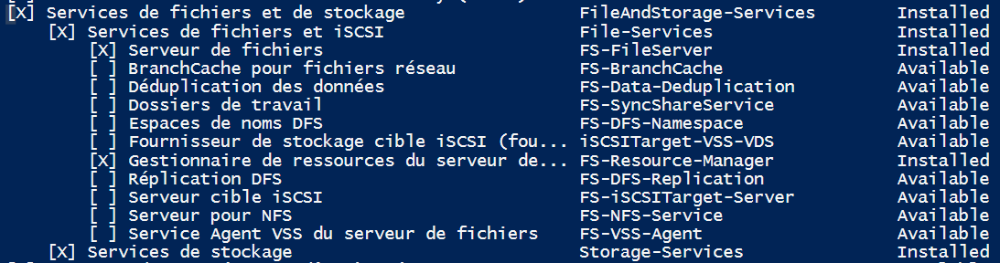 [X] Services de fichiers et de stockage FileAndStorage-Services Installed
[X] Services de fichiers et iSCSI File-Services Installed
[X] Serveur de fichiers FS-FileServer Installed
[ ] BranchCache pour fichiers réseau FS-BranchCache Available
[ ] Déduplication des données FS-Data-Deduplication Available
[ ] Dossiers de travail FS-SyncShareService Available
[ ] Espaces de noms DFS FS-DFS-Namespace Available
[ ] Fournisseur de stockage cible iSCSI (fou... iSCSITarget-VSS-VDS Available
[X] Gestionnaire de ressources du serveur de... FS-Resource-Manager Installed
[ ] Réplication DFS FS-DFS-Replication Available
[ ] Serveur cible iSCSI FS-iSCSITarget-Server Available
[ ] Serveur pour NFS FS-NFS-Service Available
[ ] Service Agent VSS du serveur de fichiers FS-VSS-Agent Available
[X] Services de stockage Storage-Services Installed